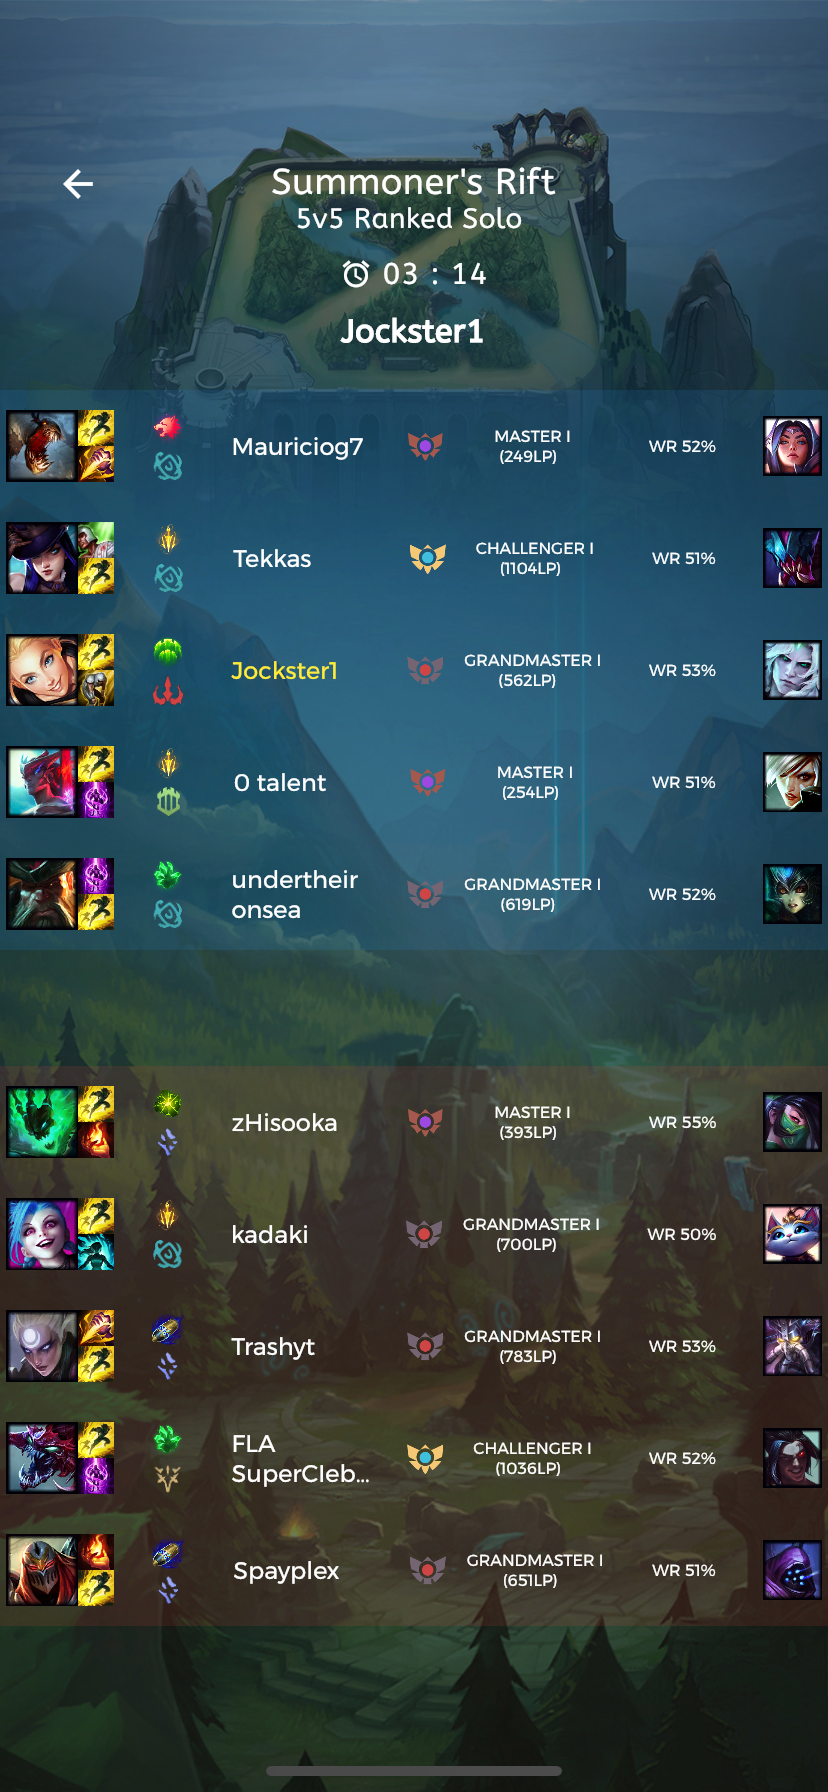 Summoner's Rift
5v5 Ranked Solo
03 : 14
Jockster1
Mauriciog7
MASTER I
(249LP)
WR 52%
Tekkas
CHALLENGER I
(1104LP)
WR 51%
Jockster1
GRANDMASTER I
(562LP)
WR 53%
0 talent
MASTER I
(254LP)
WR 51%
undertheir
onsea
GRANDMASTER I
(619LP)
WR 52%
zHisooka
MASTER I
(393LP)
WR 55%
kadaki
GRANDMASTER I
(700LP)
WR 50%
Trashyt
GRANDMASTER I
(783LP)
WR 53%
FLA
SuperCIeb...
CHALLENGER I
(1036LP)
WR 52%
Spayplex
GRANDMASTER I
(651LP)
WR 51%